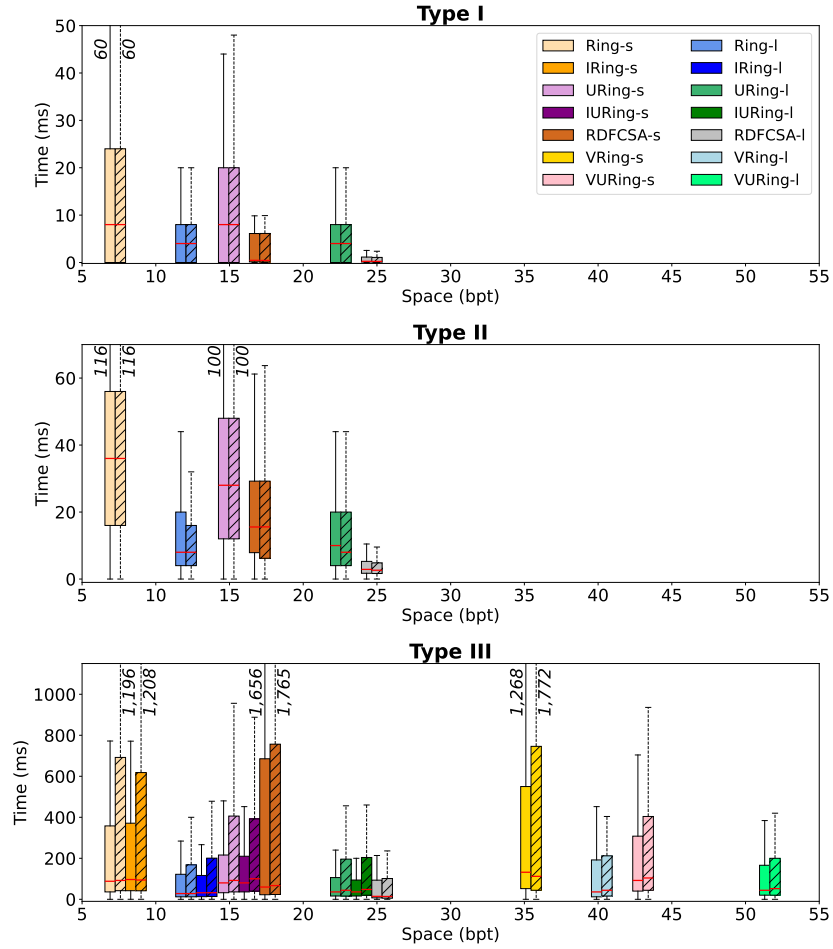 Type I
Time (ms)
50
40
30
20
10
0
60
60
Ring-s
IRing-s
URing-s
IURing-s
RDFCSA-s
VRing-s
VURing-s
Ring-l
IRing-l
URing-l
IURing-l
RDFCSA-l
VRing-l
VURing-l
5 10 15 20 25 30 35 40 45 50 55
Space (bpt)
Type II
Time (ms)
60
40
20
0
116
116
100
100
5 10 15 20 25 30 35 40 45 50 55
Space (bpt)
Type III
Time (ms)
1000
800
600
400
200
0
1,196
1,208
1,656
1,765
1,268
1,772
5 10 15 20 25 30 35 40 45 50 55
Space (bpt)